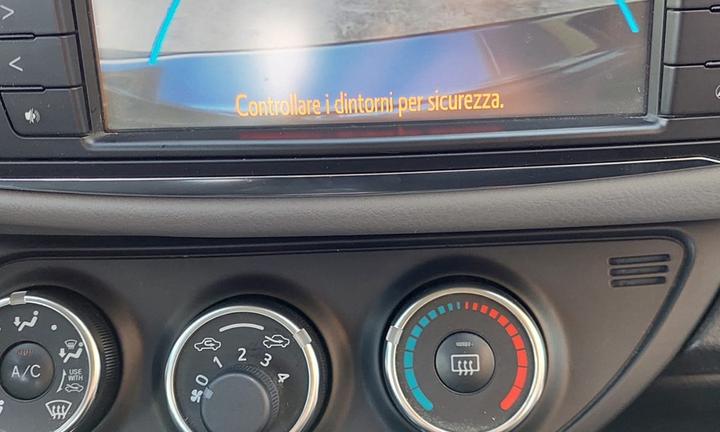 Controllare i dintorni per sicurezza.
A/C
USE
WITH
0 1 2 3 4